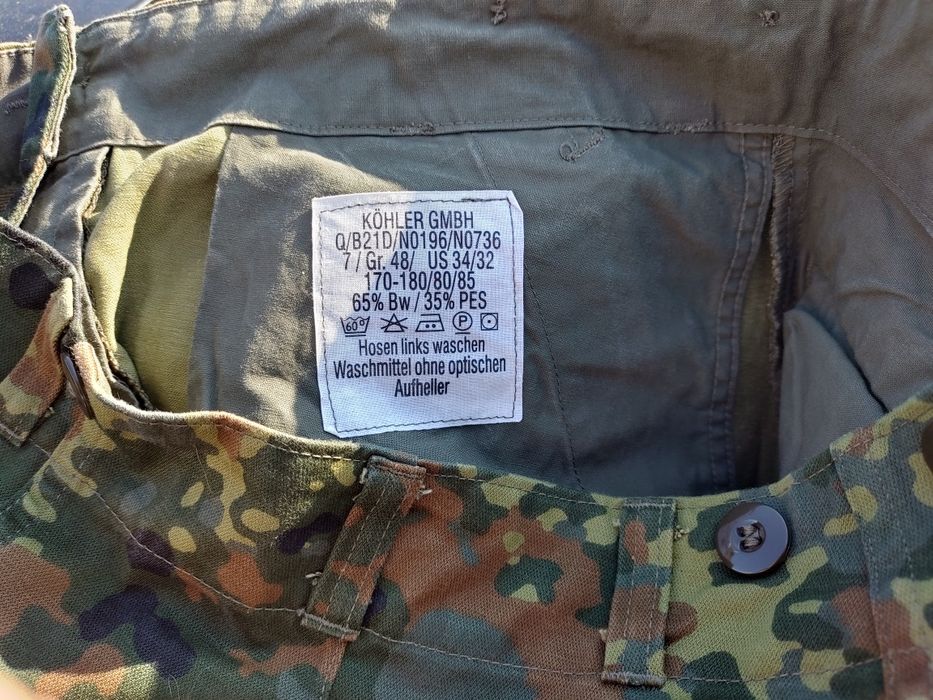 KÖHLER GMBH
Q/B21D/N0196/N0736
7 / Gr. 48/ US 34/32
170-180/80/85
65% Bw / 35% PES
60° P
Hosen links waschen
Waschmittel ohne optischen
Aufheller